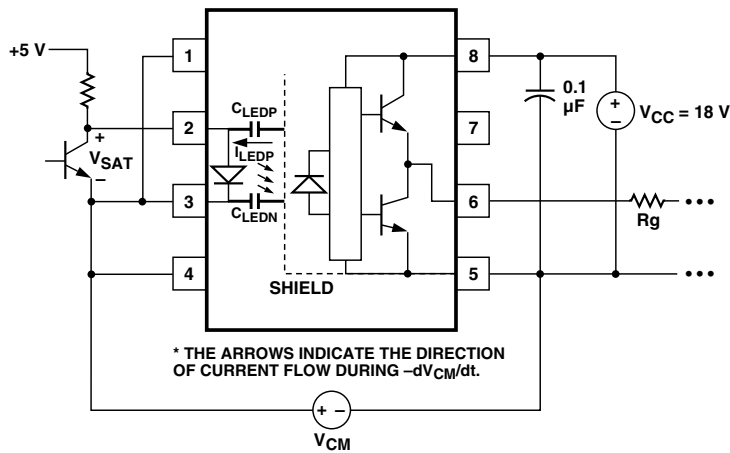 +5 V
1
8
0.1
µF
+
–
V_CC = 18 V
C_LEDP
2
+
V_SAT
–
I_LEDP
7
3
C_LEDN
6
Rg
•••
4
SHIELD
5
•••
* THE ARROWS INDICATE THE DIRECTION
OF CURRENT FLOW DURING –dV_CM/dt.
+ –
V_CM